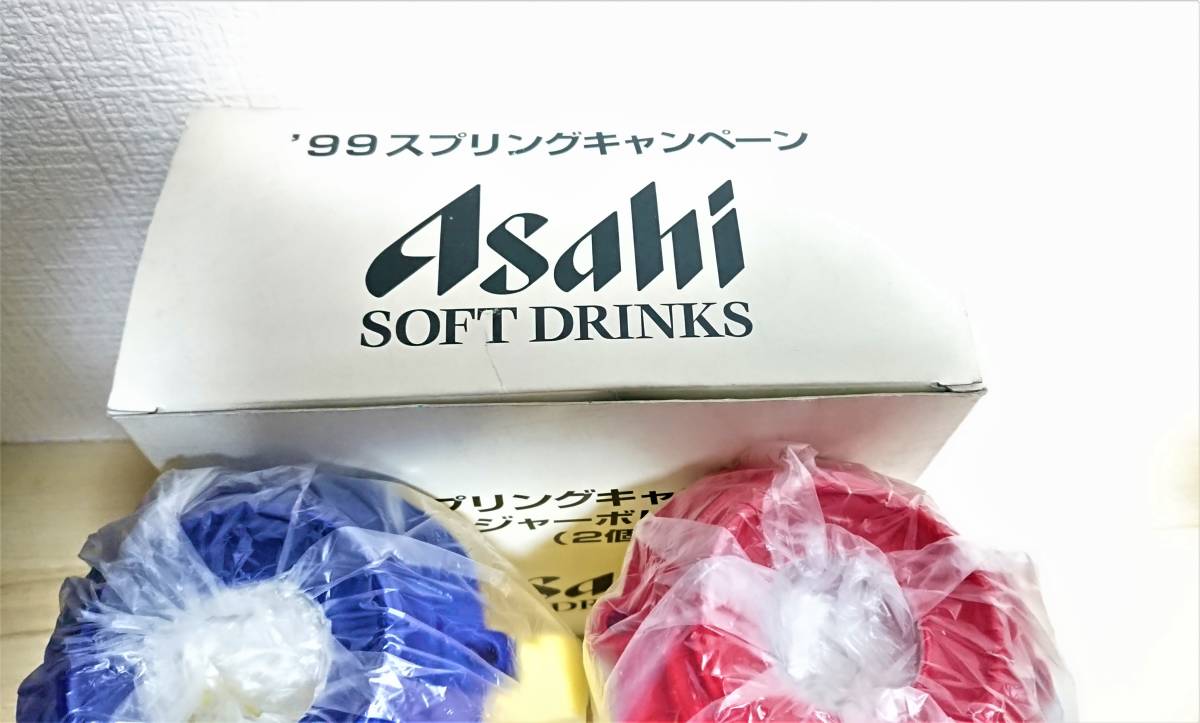 '99スプリングキャンペーン
Asahi
SOFT DRINKS
プリングキャ
ジャーボ
(2個